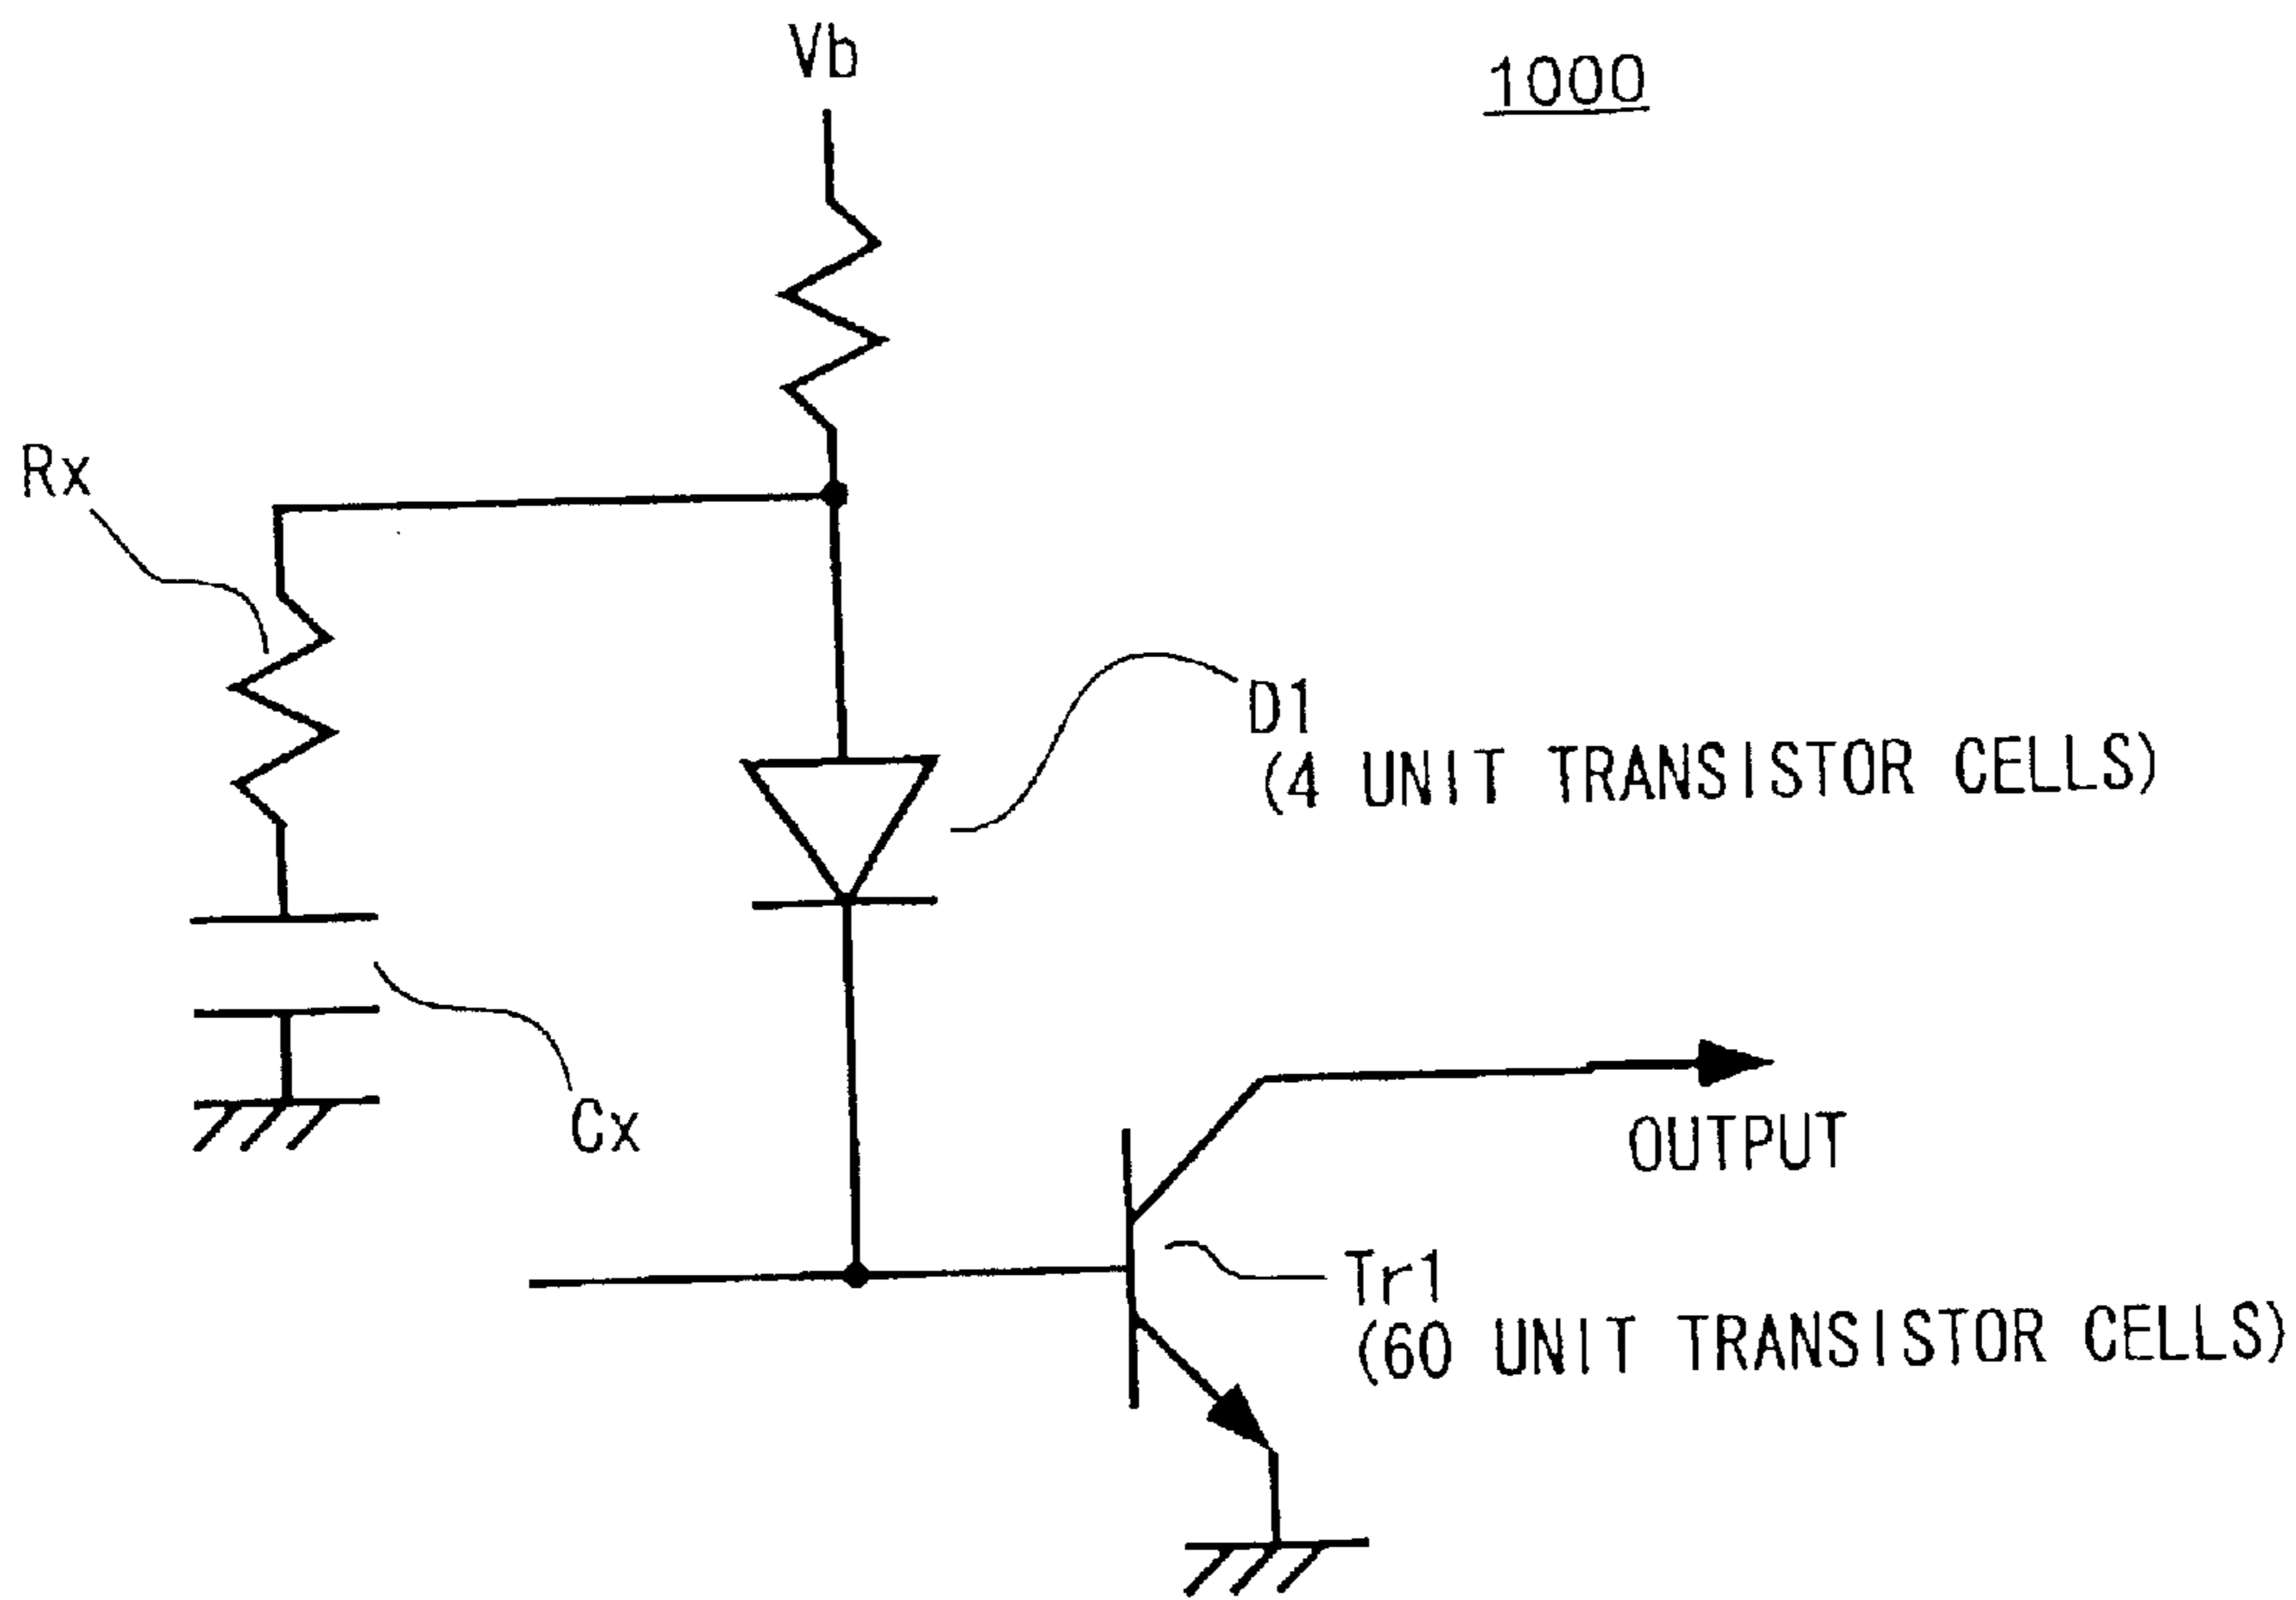 Vb
1000
Rx
D1
(4 UNIT TRANSISTOR CELLS)
Cx
OUTPUT
Tr1
(60 UNIT TRANSISTOR CELLS)